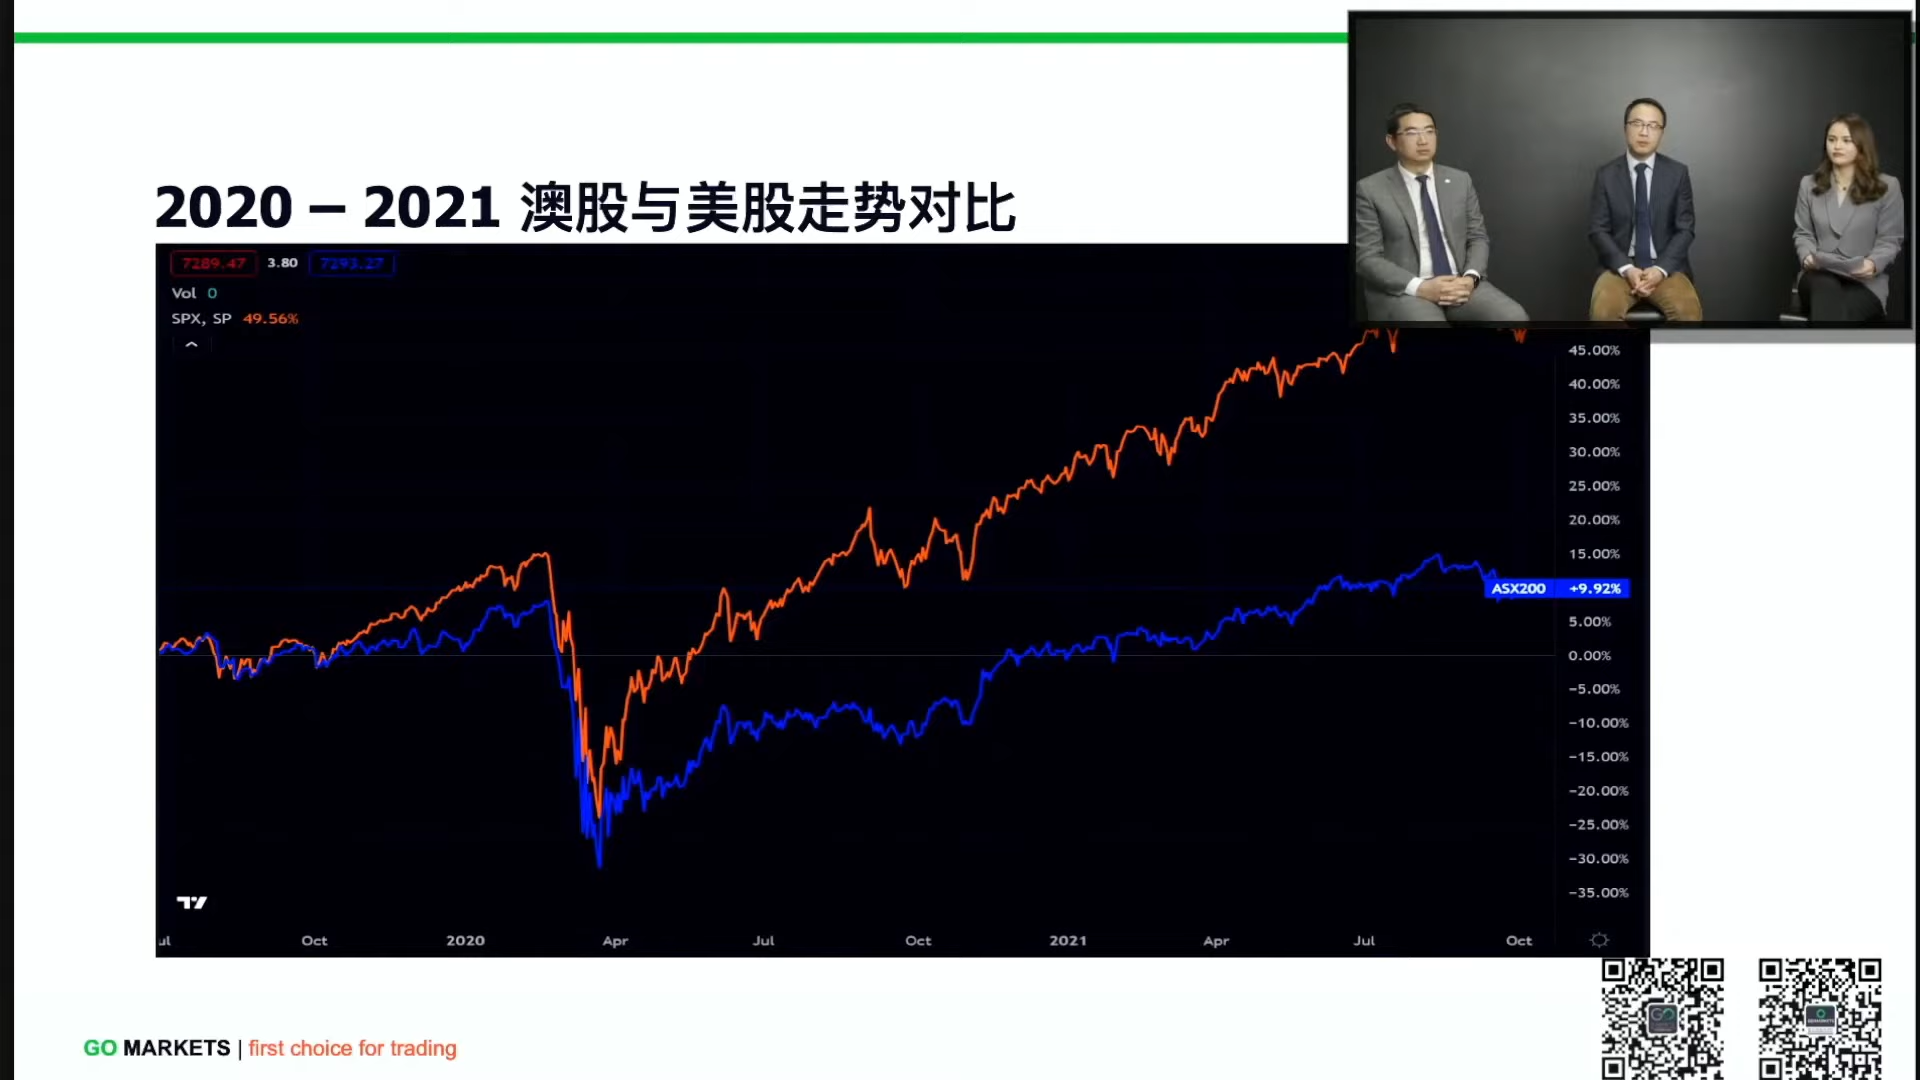 2020 – 2021 澳股与美股走势对比
7289.47 3.80 7293.27
Vol 0
SPX, SP 49.56%
45.00%
40.00%
35.00%
30.00%
25.00%
20.00%
15.00%
ASX200 +9.92%
5.00%
0.00%
−5.00%
−10.00%
−15.00%
−20.00%
−25.00%
−30.00%
−35.00%
ul Oct 2020 Apr Jul Oct 2021 Apr Jul Oct
GO MARKETS | first choice for trading
GO